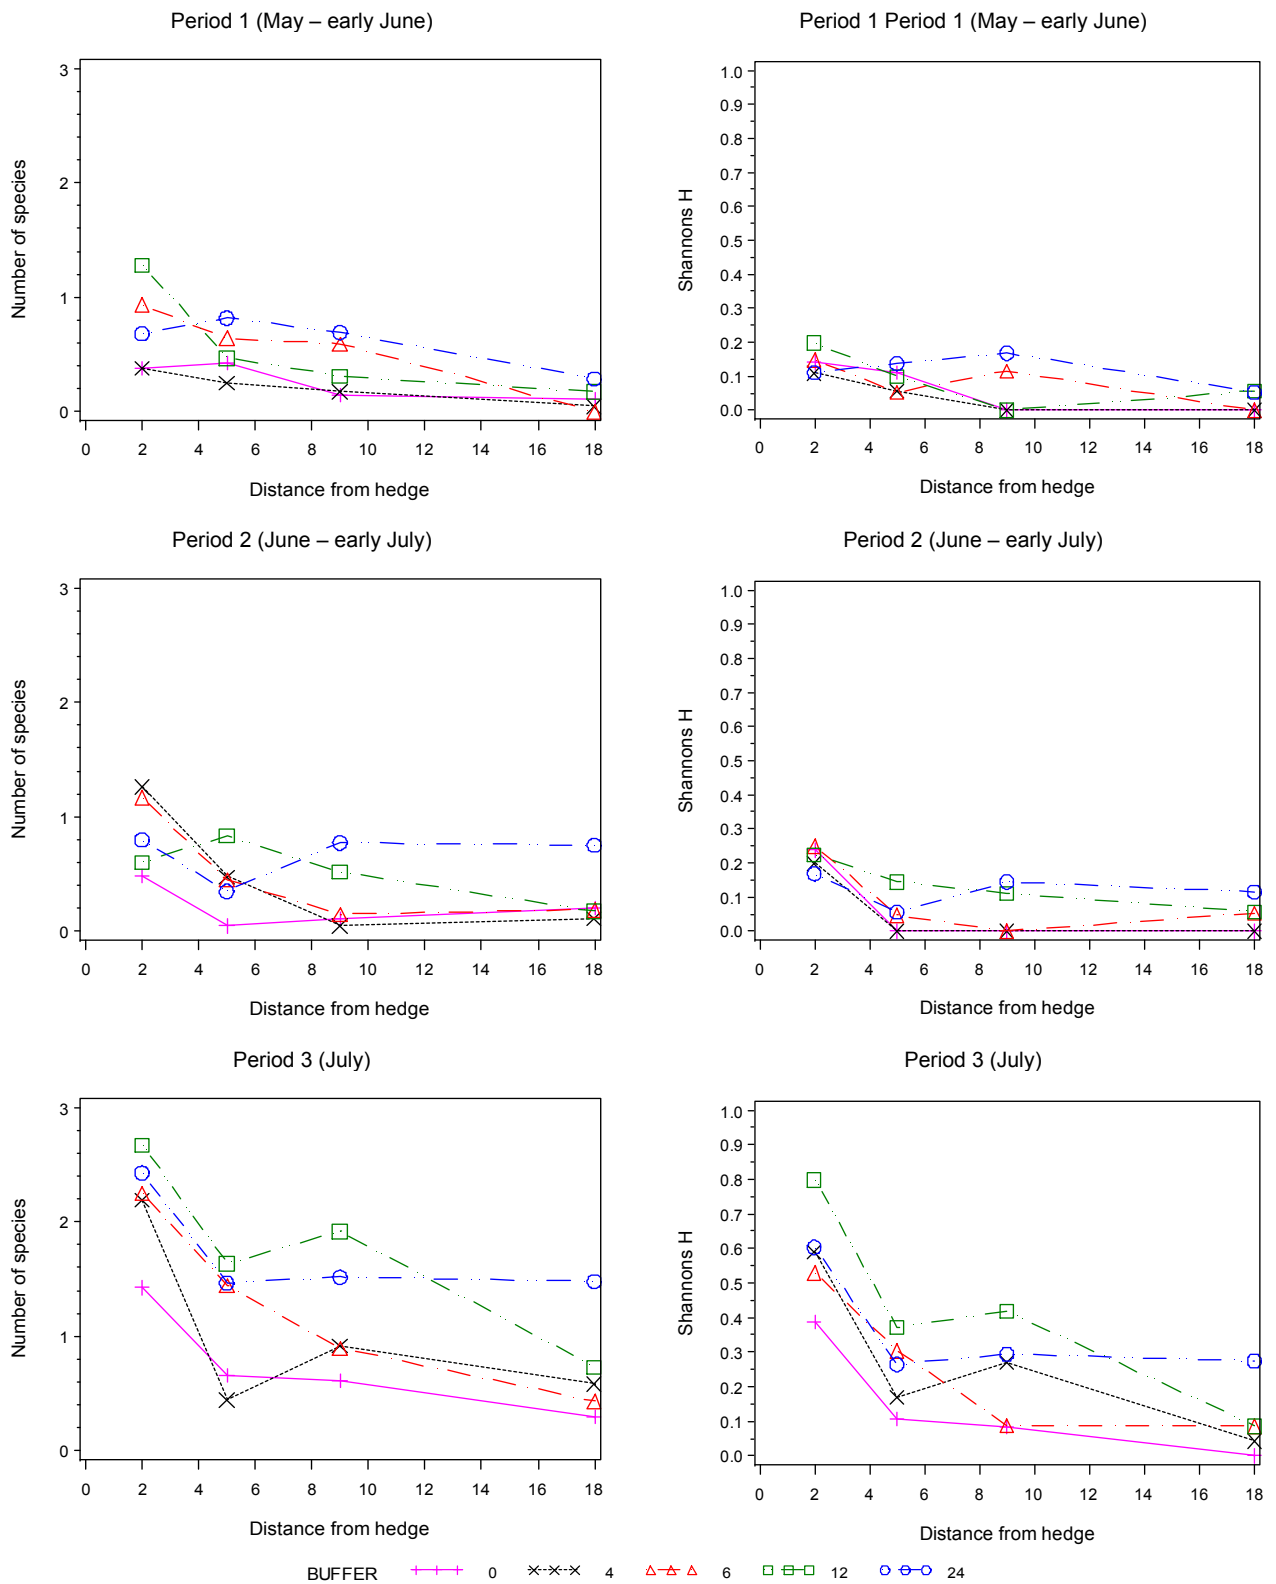 Period 1 (May – early June)
Period 1 Period 1 (May – early June)
Number of species
3
2
1
0
0 2 4 6 8 10 12 14 16 18
Distance from hedge
Shannons H
1.0
0.9
0.8
0.7
0.6
0.5
0.4
0.3
0.2
0.1
0.0
0 2 4 6 8 10 12 14 16 18
Distance from hedge
Period 2 (June – early July)
Period 2 (June – early July)
Number of species
3
2
1
0
0 2 4 6 8 10 12 14 16 18
Distance from hedge
Shannons H
1.0
0.9
0.8
0.7
0.6
0.5
0.4
0.3
0.2
0.1
0.0
0 2 4 6 8 10 12 14 16 18
Distance from hedge
Period 3 (July)
Period 3 (July)
Number of species
3
2
1
0
0 2 4 6 8 10 12 14 16 18
Distance from hedge
Shannons H
1.0
0.9
0.8
0.7
0.6
0.5
0.4
0.3
0.2
0.1
0.0
0 2 4 6 8 10 12 14 16 18
Distance from hedge
BUFFER 0 4 6 12 24